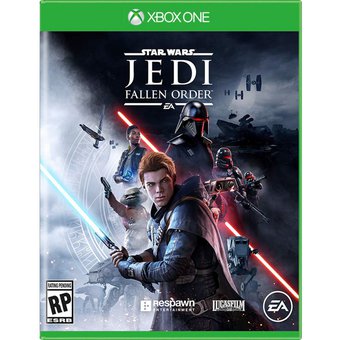 XBOX ONE
STAR WARS
JEDI
FALLEN ORDER
EA
RATING PENDING
RP
ESRB
respawn
ENTERTAINMENT
LUCASFILM
EA